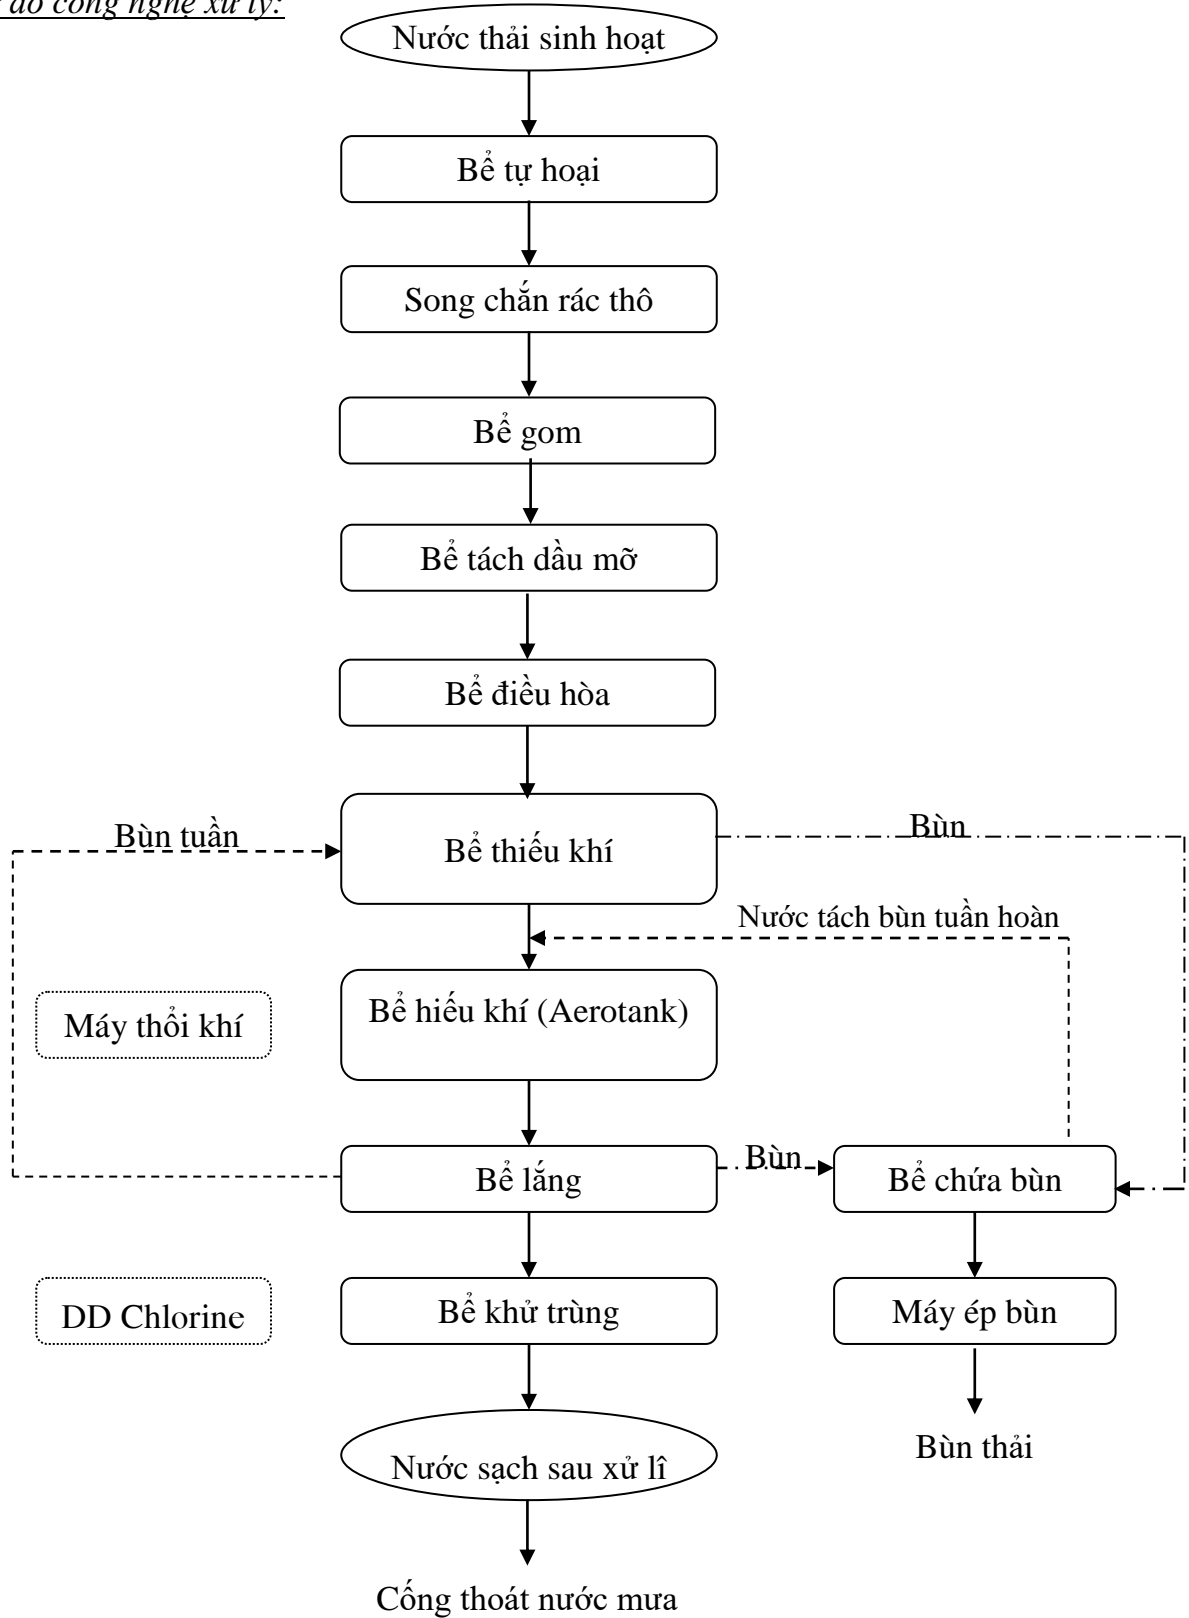 đồ công nghệ xử lý:
Nước thải sinh hoạt
Bể tự hoại
Song chắn rác thô
Bể gom
Bể tách dầu mỡ
Bể điều hòa
Bùn tuần
Bể thiếu khí
Bùn
Nước tách bùn tuần hoàn
Máy thổi khí
Bể hiếu khí (Aerotank)
Bể lắng
Bùn
Bể chứa bùn
DD Chlorine
Bể khử trùng
Máy ép bùn
Nước sạch sau xử lî
Bùn thải
Cống thoát nước mưa